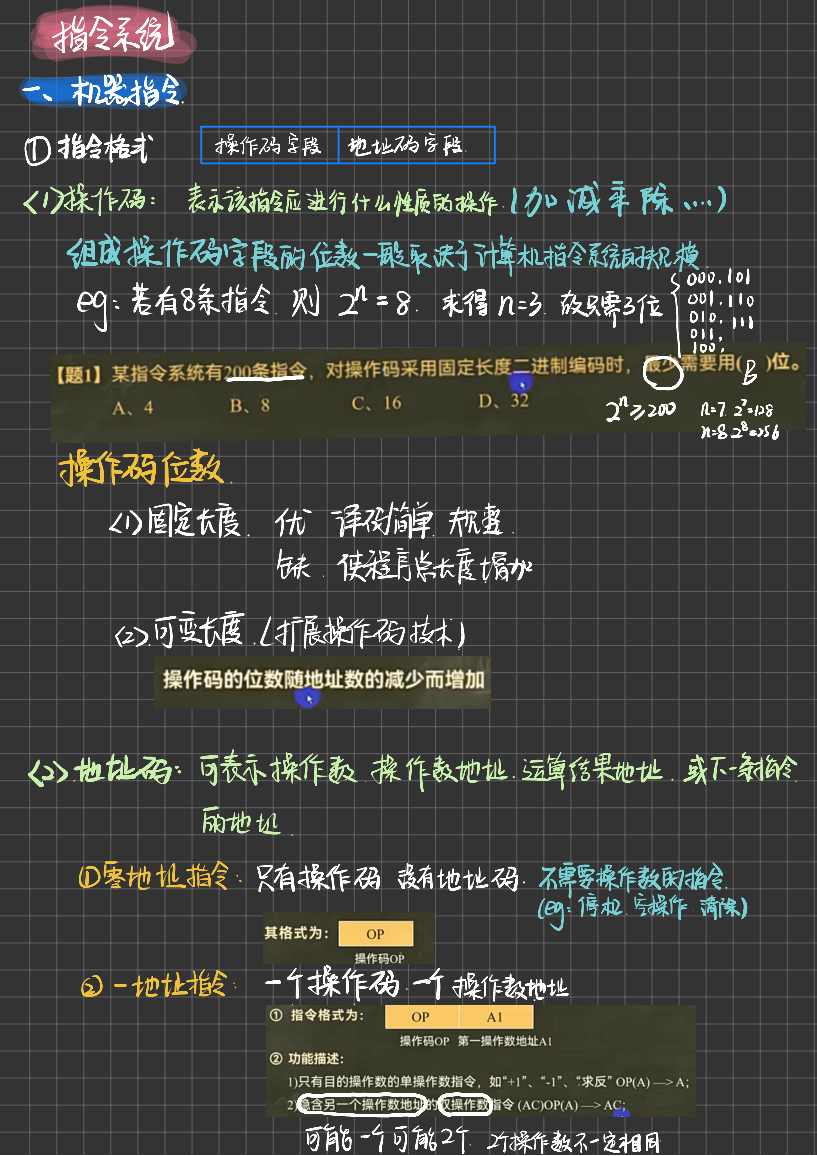 指令系统
一、机器指令.
① 指令格式 操作码字段 地址码字段.
<1>操作码: 表示该指令应进行什么性质的操作.(加 减 乘 除、...)
组成操作码字段的位数一般取决于计算机指令系统的规模.
eg: 若有8条指令. 则 2ⁿ = 8. 求得 n=3. 故只需3位
000, 101
001, 110
010, 111
011,
100,
【题1】某指令系统有200条指令，对操作码采用固定长度二进制编码时，最少需要用( B )位。
A、4 B、8 C、16 D、32
2ⁿ ≥ 200
n=7 2⁷=128
n=8 2⁸=256
操作码位数.
<1>固定长度. 优 译码简单 规整.
缺. 使程序总长度增加
<2>.可变长度.(扩展操作码技术)
操作码的位数随地址数的减少而增加
<2>.地址码: 可表示操作数.操作数地址.运算结果地址.或下一条指令.
的地址.
①零地址指令: 只有操作码 没有地址码. 不需要操作数的指令.
(eg: 停机.空操作.清除)
其格式为: OP
操作码OP
② 一地址指令: 一个操作码.一个操作数地址
① 指令格式为: OP A1
操作码OP 第一操作数地址A1
② 功能描述:
1)只有目的操作数的单操作数指令，如“+1”、“-1”、“求反” OP(A) —> A;
2)隐含另一个操作数地址的双操作数指令 (AC)OP(A) —> AC;
可能一个可能2个. 2个操作数不一定相同